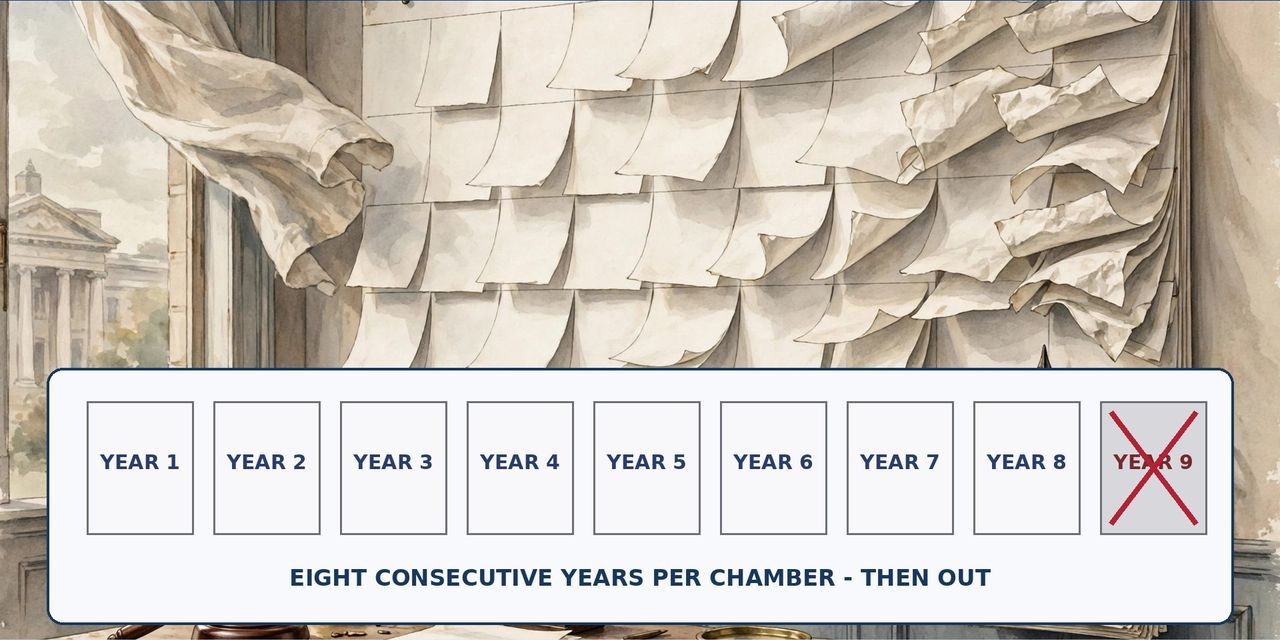 YEAR 1 YEAR 2 YEAR 3 YEAR 4 YEAR 5 YEAR 6 YEAR 7 YEAR 8 YEAR 9
EIGHT CONSECUTIVE YEARS PER CHAMBER - THEN OUT